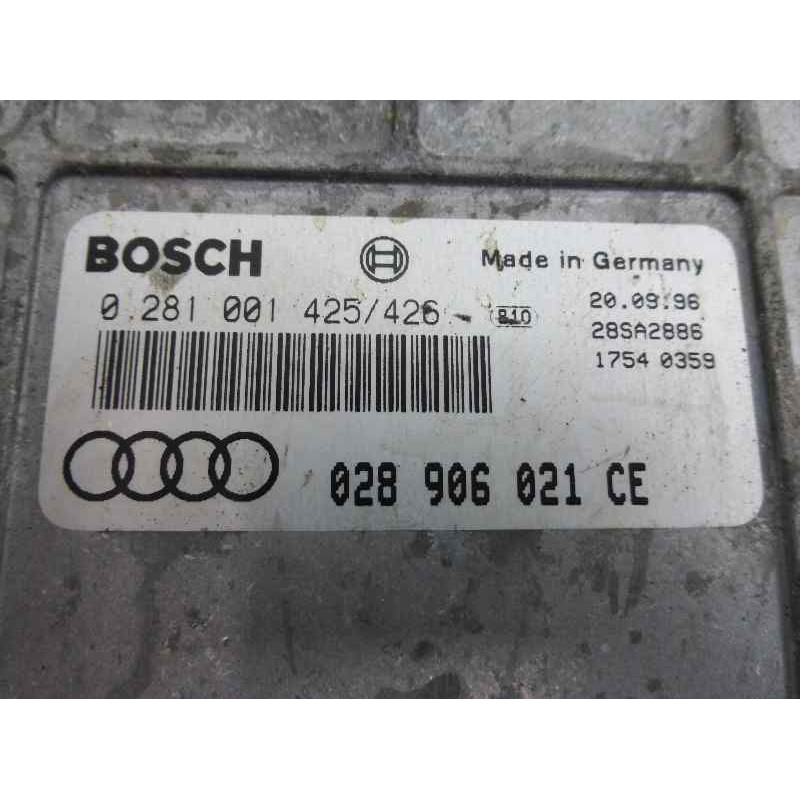 BOSCH
Made in Germany
0 281 001 425/426
810
20.09.96
28SA2886
1754 0359
028 906 021 CE